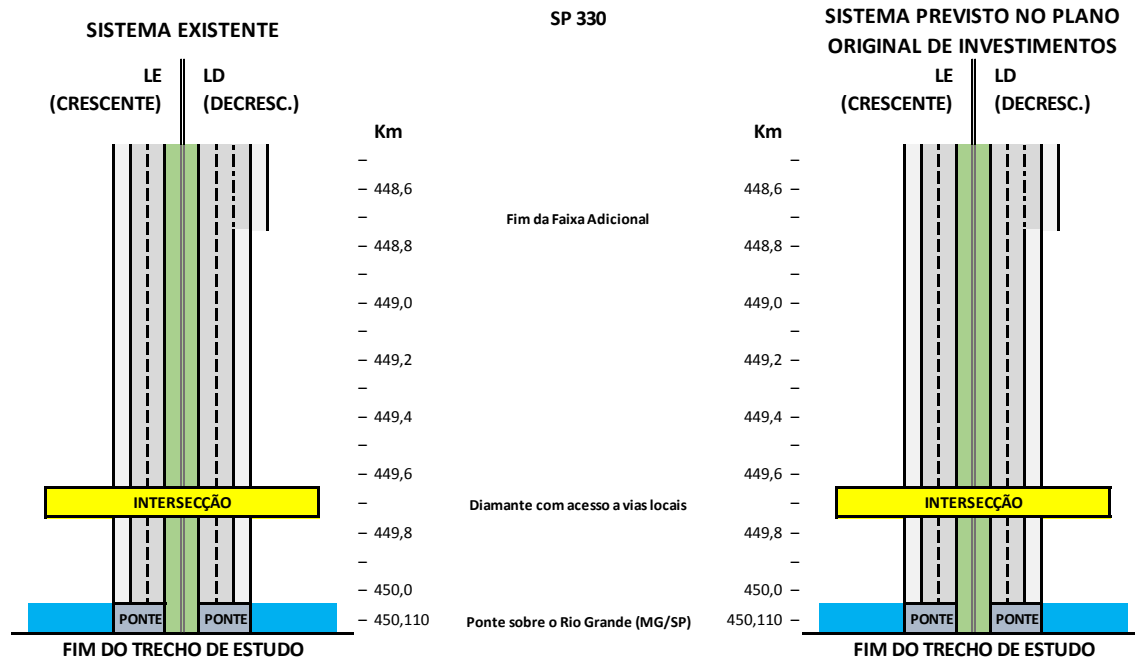 SP 330
SISTEMA EXISTENTE
LE
(CRESCENTE)
LD
(DECRESC.)
SISTEMA PREVISTO NO PLANO
ORIGINAL DE INVESTIMENTOS
LE
(CRESCENTE)
LD
(DECRESC.)
Km
Km
448,6
448,6
Fim da Faixa Adicional
448,8
448,8
449,0
449,0
449,2
449,2
449,4
449,4
449,6
449,6
INTERSECÇÃO
Diamante com acesso a vias locais
INTERSECÇÃO
449,8
449,8
450,0
450,0
PONTE
PONTE
450,110
Ponte sobre o Rio Grande (MG/SP)
450,110
PONTE
PONTE
FIM DO TRECHO DE ESTUDO
FIM DO TRECHO DE ESTUDO